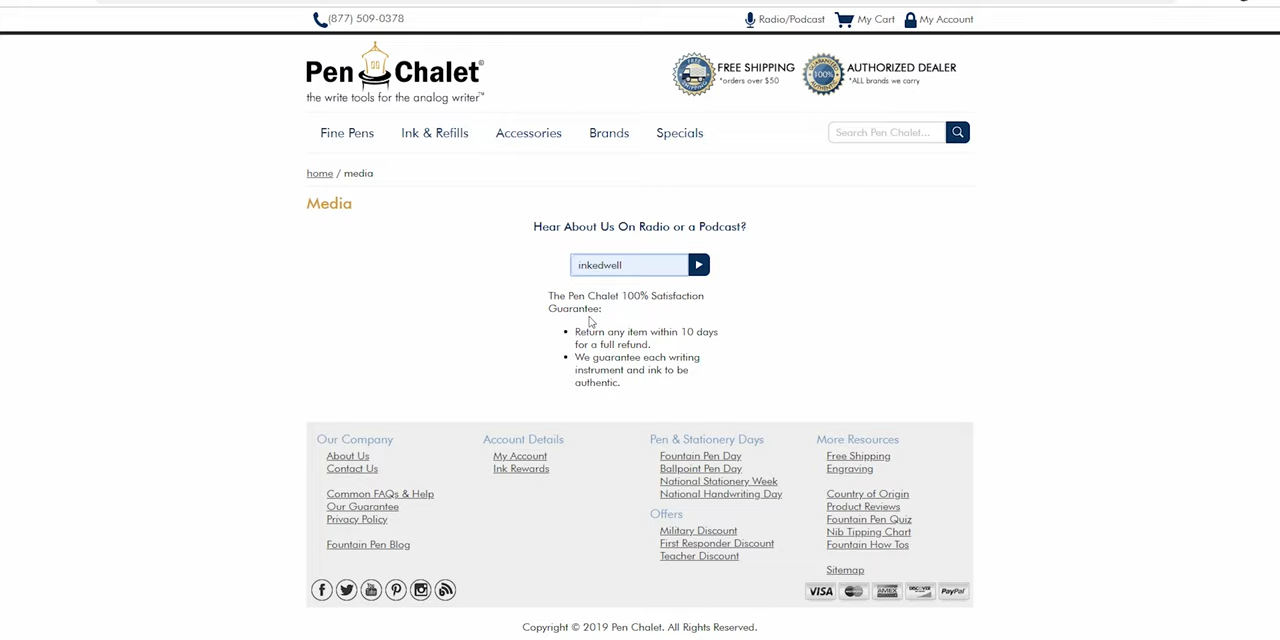 (877) 509-0378
Radio/Podcast
My Cart
My Account
Pen Chalet®
the write tools for the analog writer™
FREE SHIPPING
*orders over $50
100%
AUTHORIZED DEALER
*ALL brands we carry
Fine Pens
Ink & Refills
Accessories
Brands
Specials
Search Pen Chalet...
home / media
Media
Hear About Us On Radio or a Podcast?
inkedwell
The Pen Chalet 100% Satisfaction
Guarantee:
• Return any item within 10 days
for a full refund.
• We guarantee each writing
instrument and ink to be
authentic.
Our Company
About Us
Contact Us
Common FAQs & Help
Our Guarantee
Privacy Policy
Fountain Pen Blog
Account Details
My Account
Ink Rewards
Pen & Stationery Days
Fountain Pen Day
Ballpoint Pen Day
National Stationery Week
National Handwriting Day
Offers
Military Discount
First Responder Discount
Teacher Discount
More Resources
Free Shipping
Engraving
Country of Origin
Product Reviews
Fountain Pen Quiz
Nib Tipping Chart
Fountain How Tos
Sitemap
VISA
AMEX
DISCOVER
PayPal
Copyright © 2019 Pen Chalet. All Rights Reserved.